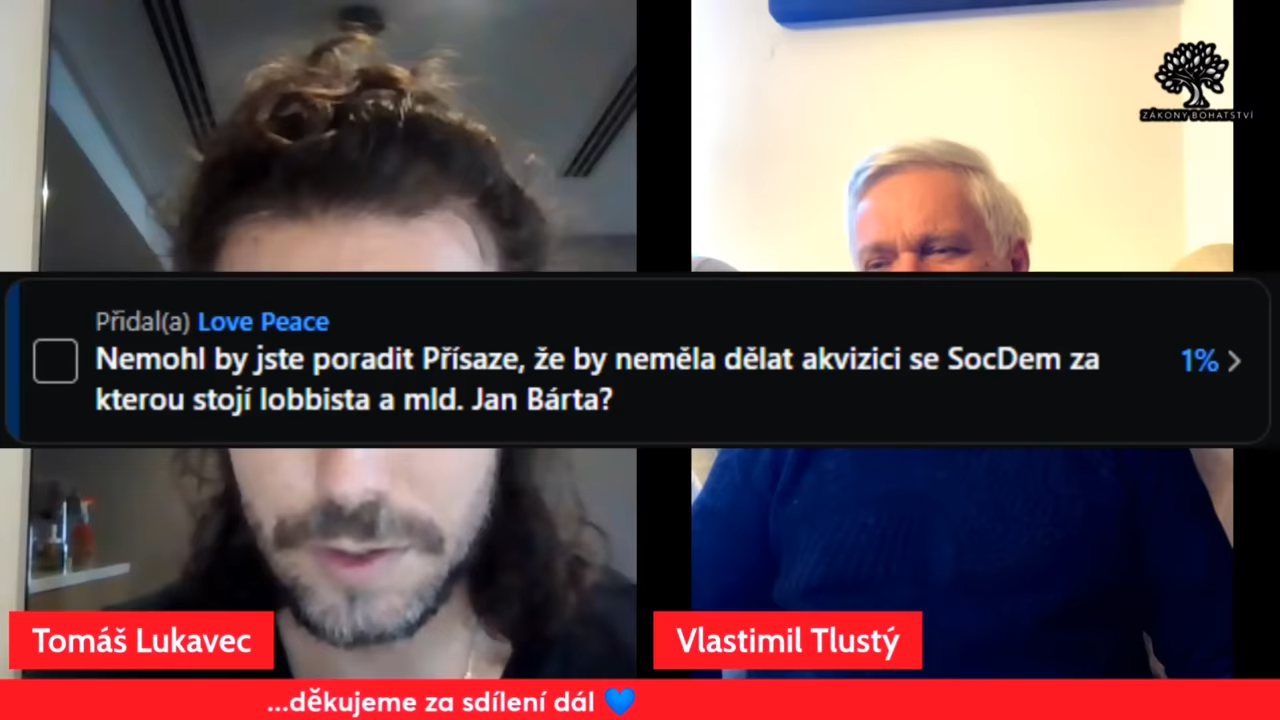 ZÁKONY BOHATSTVÍ
Přidal(a) Love Peace
Nemohl by jste poradit Přísaze, že by neměla dělat akvizici se SocDem za
kterou stojí lobbista a mld. Jan Bárta?
1%
Tomáš Lukavec
Vlastimil Tlustý
...děkujeme za sdílení dál 💙